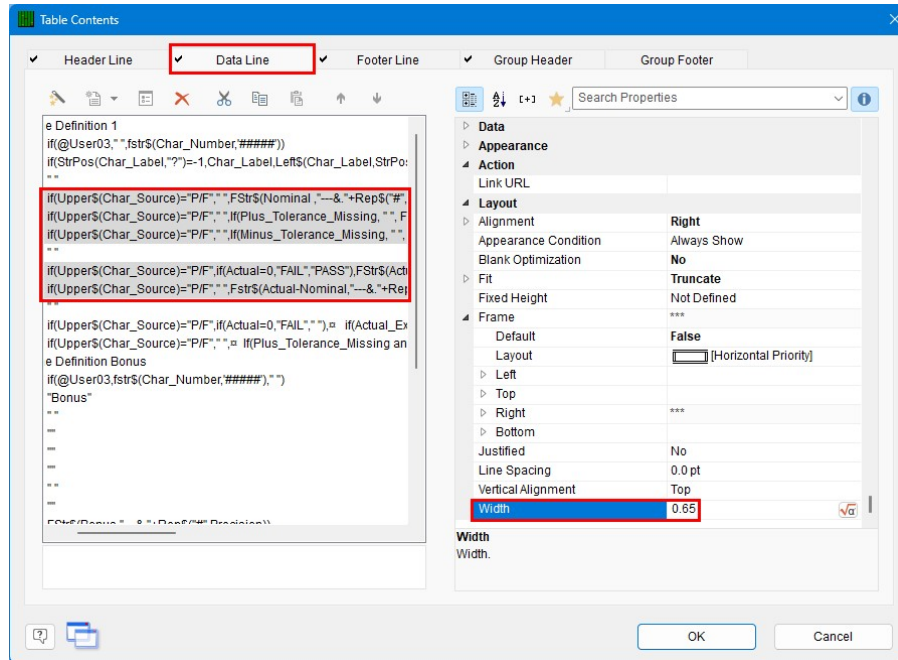 Table Contents
Header Line
Data Line
Footer Line
Group Header
Group Footer
Search Properties
e Definition 1
if(@User03," ",fstr$(Char_Number,'#####'))
if(StrPos(Char_Label,"?")=-1,Char_Label,Left$(Char_Label,StrPo
" "
if(Upper$(Char_Source)="P/F"," ",FStr$(Nominal ,"---&."+Rep$("#",
if(Upper$(Char_Source)="P/F"," ",If(Plus_Tolerance_Missing, " ", F
if(Upper$(Char_Source)="P/F"," ",If(Minus_Tolerance_Missing, " ",
" "
if(Upper$(Char_Source)="P/F",if(Actual=0,"FAIL","PASS"),FStr$(Act
if(Upper$(Char_Source)="P/F"," ",Fstr$(Actual-Nominal,"---&."+Rep
" "
if(Upper$(Char_Source)="P/F",if(Actual=0,"FAIL"," "),¤ if(Actual_Ex
if(Upper$(Char_Source)="P/F"," ",¤ If(Plus_Tolerance_Missing an
e Definition Bonus
if(@User03,fstr$(Char_Number,'#####')," ")
"Bonus"
" "
""
""
""
" "
""
Data
Appearance
Action
Link URL
Layout
Alignment Right
Appearance Condition Always Show
Blank Optimization No
Fit Truncate
Fixed Height Not Defined
Frame ***
Default False
Layout [Horizontal Priority]
Left
Top
Right ***
Bottom
Justified No
Line Spacing 0.0 pt
Vertical Alignment Top
Width 0.65
Width
Width.
OK
Cancel